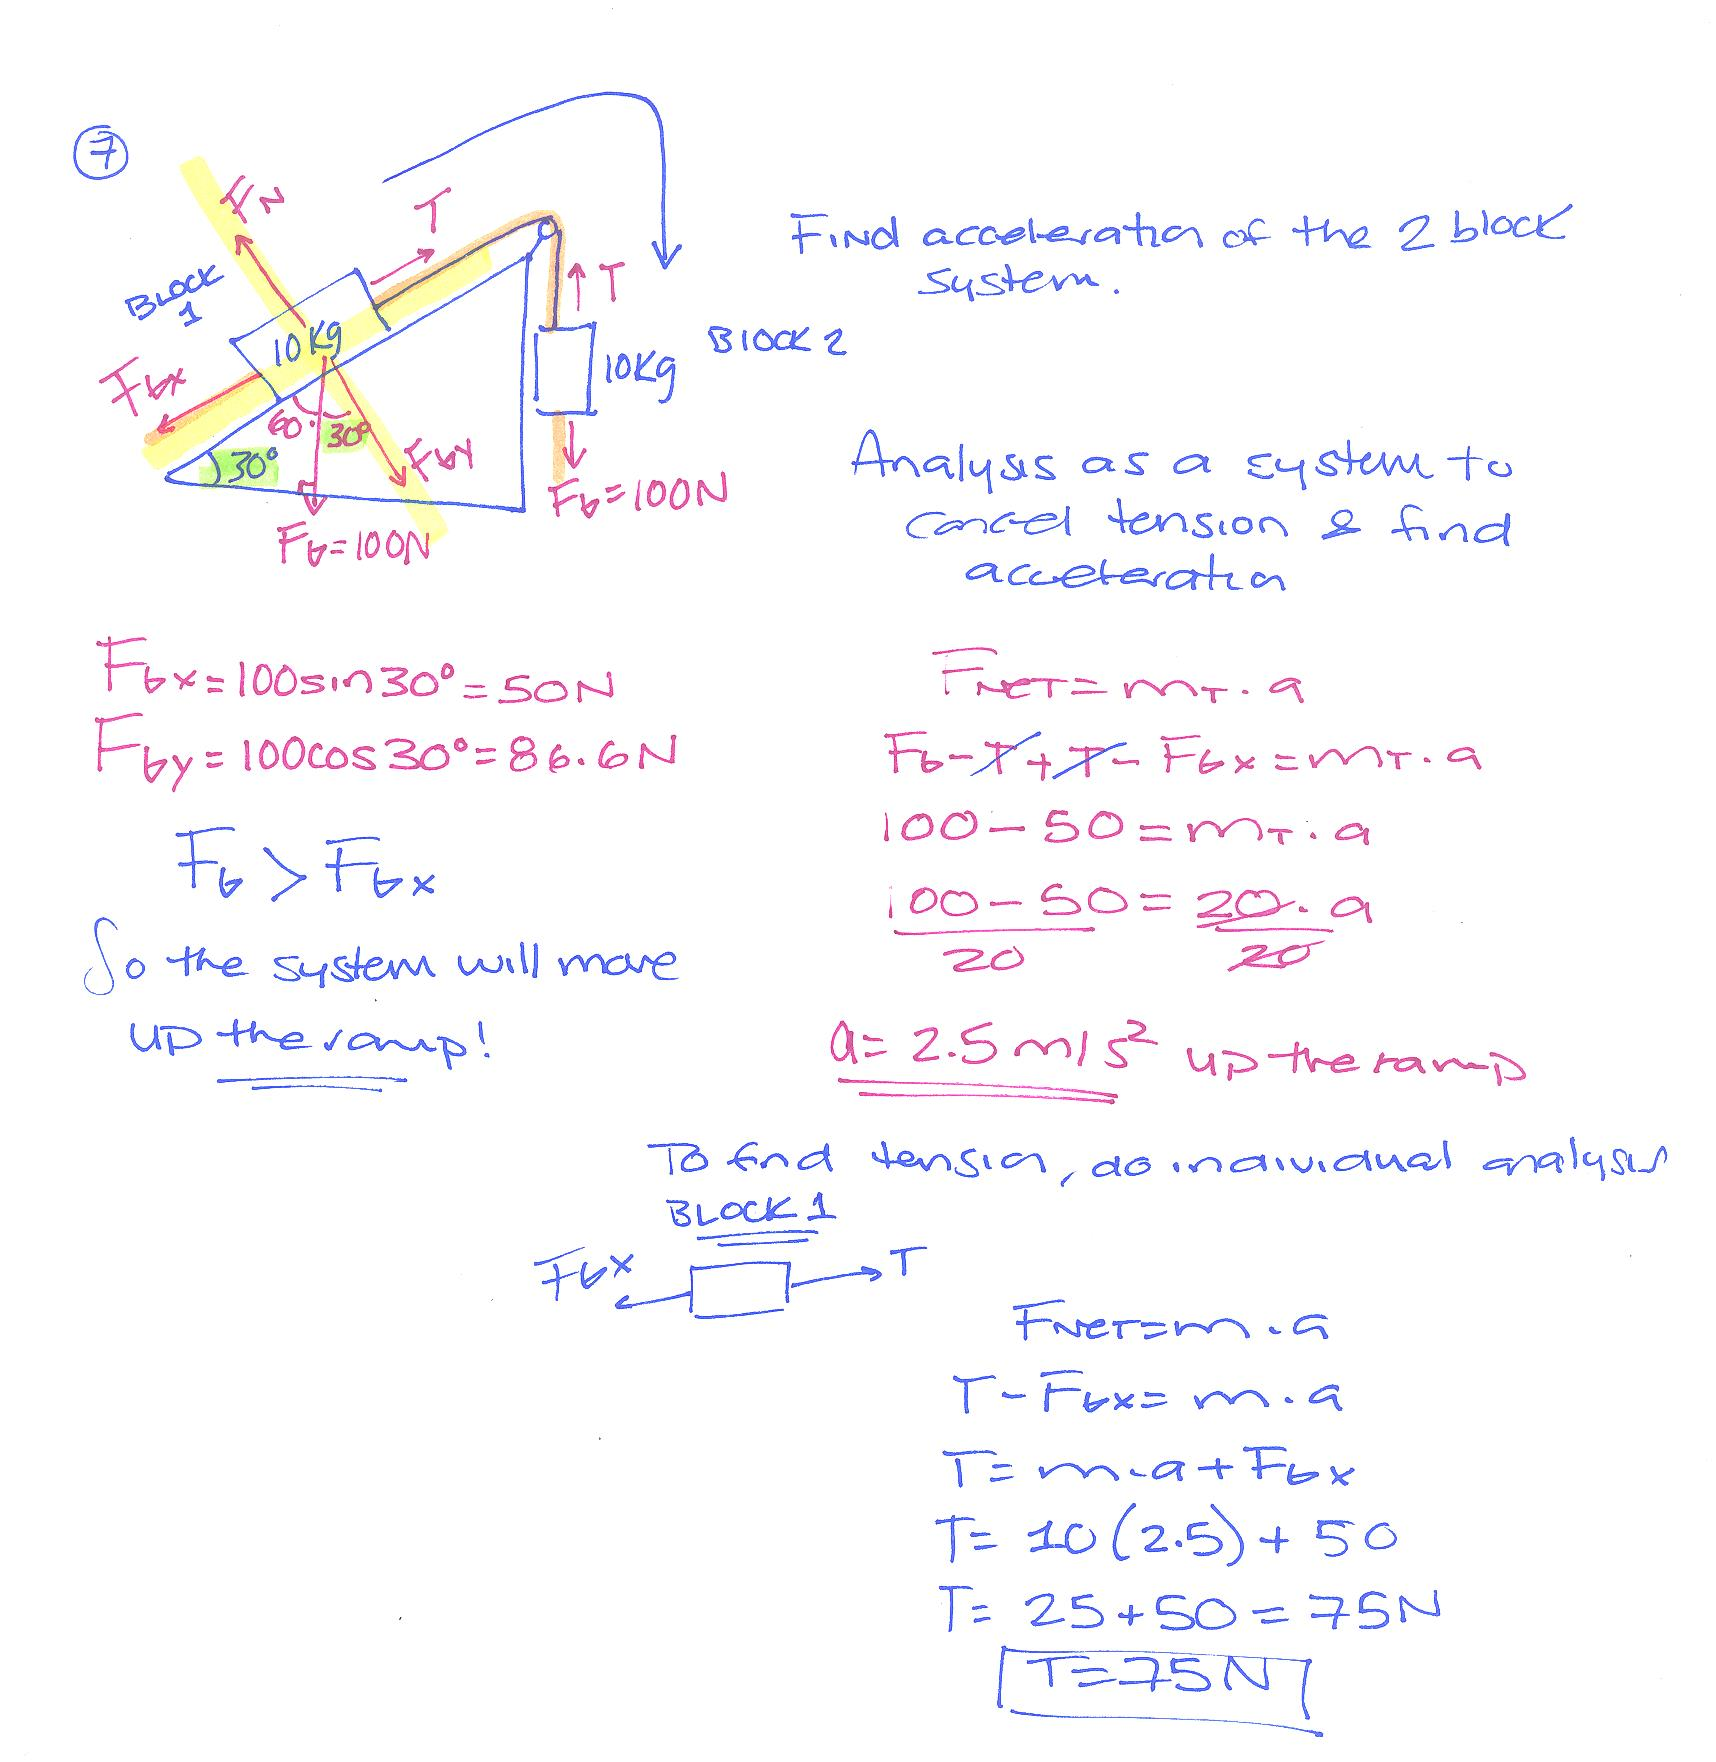 7
FN
T
BLOCK
1
10 Kg
FGX
60°
30°
30°
FGY
FG=100N
T
10Kg
BLOCK 2
FG=100N
Find acceleration of the 2 block
system.
Analysis as a system to
cancel tension & find
acceleration
FGx=100sin30°=50N
FGy=100cos30°=86.6N
FG > FGx
So the system will move
UP the ramp!
FNET=mT.a
FG-T+T-FGx=mT.a
100-50=mT.a
100-50=20.a
20 20
a=2.5m/s² up the ramp
To find tension, do individual analysis
BLOCK 1
FGX
T
FNET=m.a
T-FGx=m.a
T=m.a+FGx
T=10(2.5)+50
T=25+50=75N
T=75N